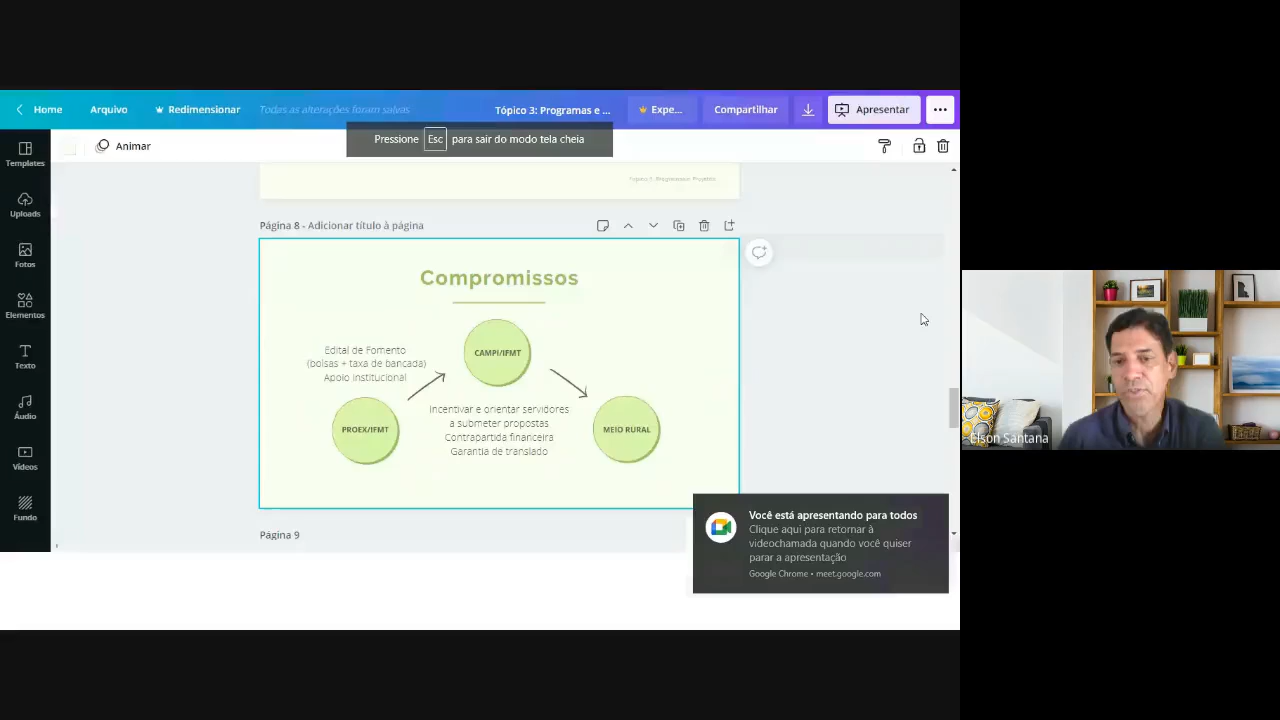 Home
Arquivo
Redimensionar
Todas as alterações foram salvas
Tópico 3: Programas e ...
Expe...
Compartilhar
Apresentar
Pressione Esc para sair do modo tela cheia
Animar
Templates
Uploads
Fotos
Elementos
Texto
Áudio
Vídeos
Fundo
Página 8 - Adicionar título à página
Compromissos
CAMPI/IFMT
Edital de Fomento
(bolsas + taxa de bancada)
Apoio institucional
PROEX/IFMT
Incentivar e orientar servidores
a submeter propostas
Contrapartida financeira
Garantia de translado
MEIO RURAL
Página 9
Você está apresentando para todos
Clique aqui para retornar à
videochamada quando você quiser
parar a apresentação
Google Chrome • meet.google.com
Elson Santana